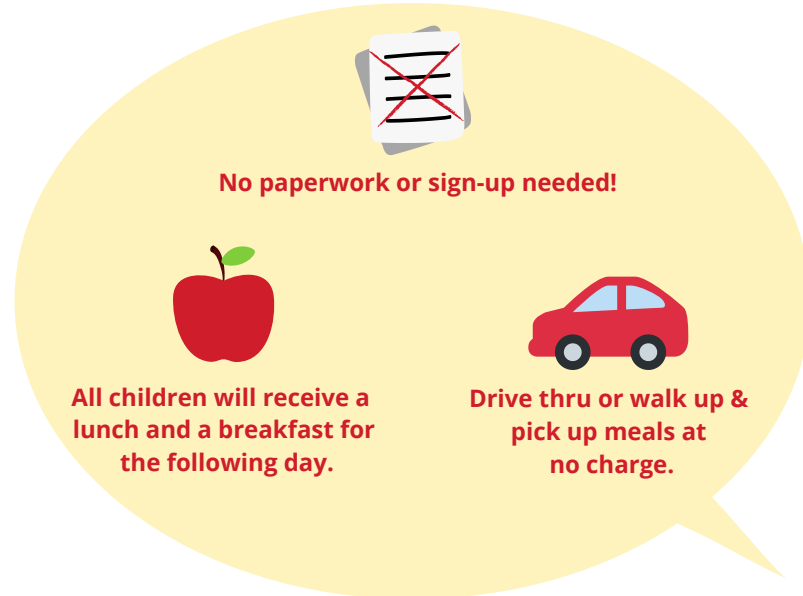 No paperwork or sign-up needed!
All children will receive a
lunch and a breakfast for
the following day.
Drive thru or walk up &
pick up meals at
no charge.